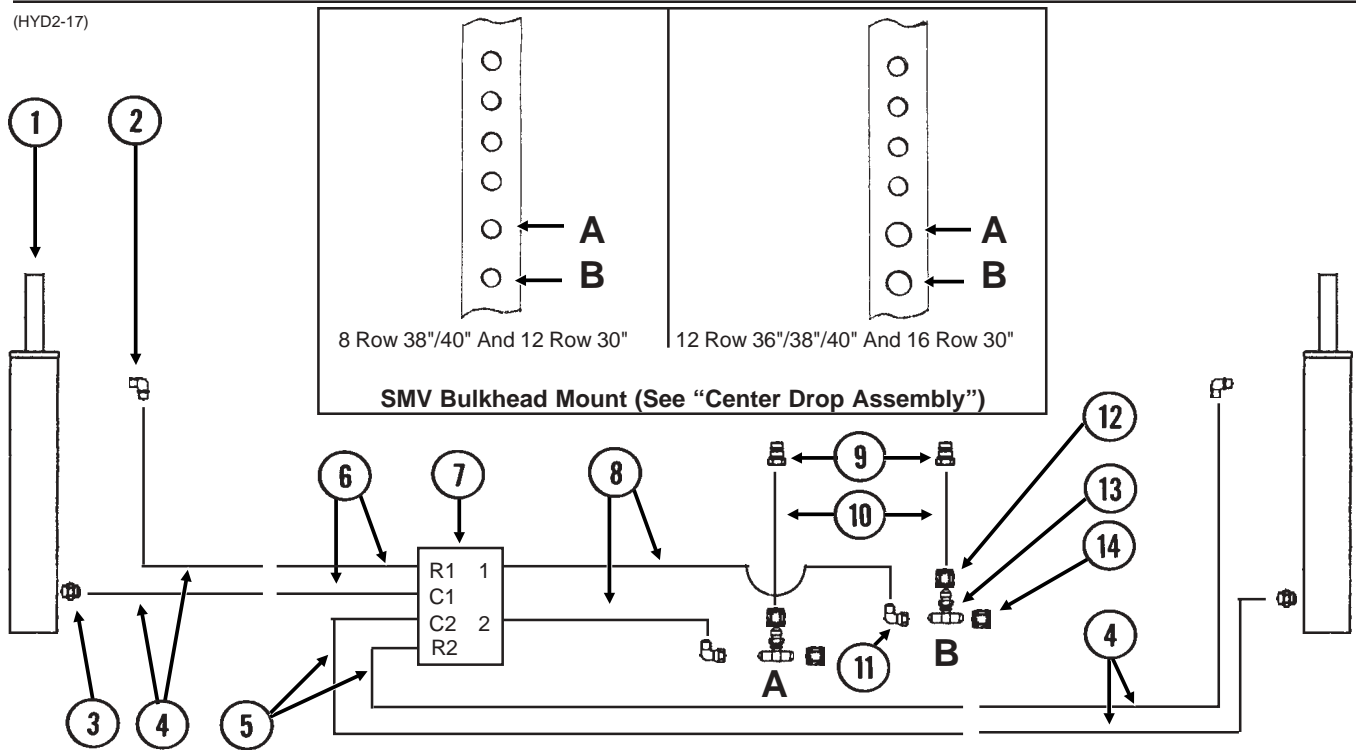 (HYD2-17)
A
B
8 Row 38"/40" And 12 Row 30"
A
B
12 Row 36"/38"/40" And 16 Row 30"
SMV Bulkhead Mount (See “Center Drop Assembly”)
1
2
6
7
8
9
10
12
13
14
R1 1
C1
C2 2
R2
3
4
5
A
11
B
4